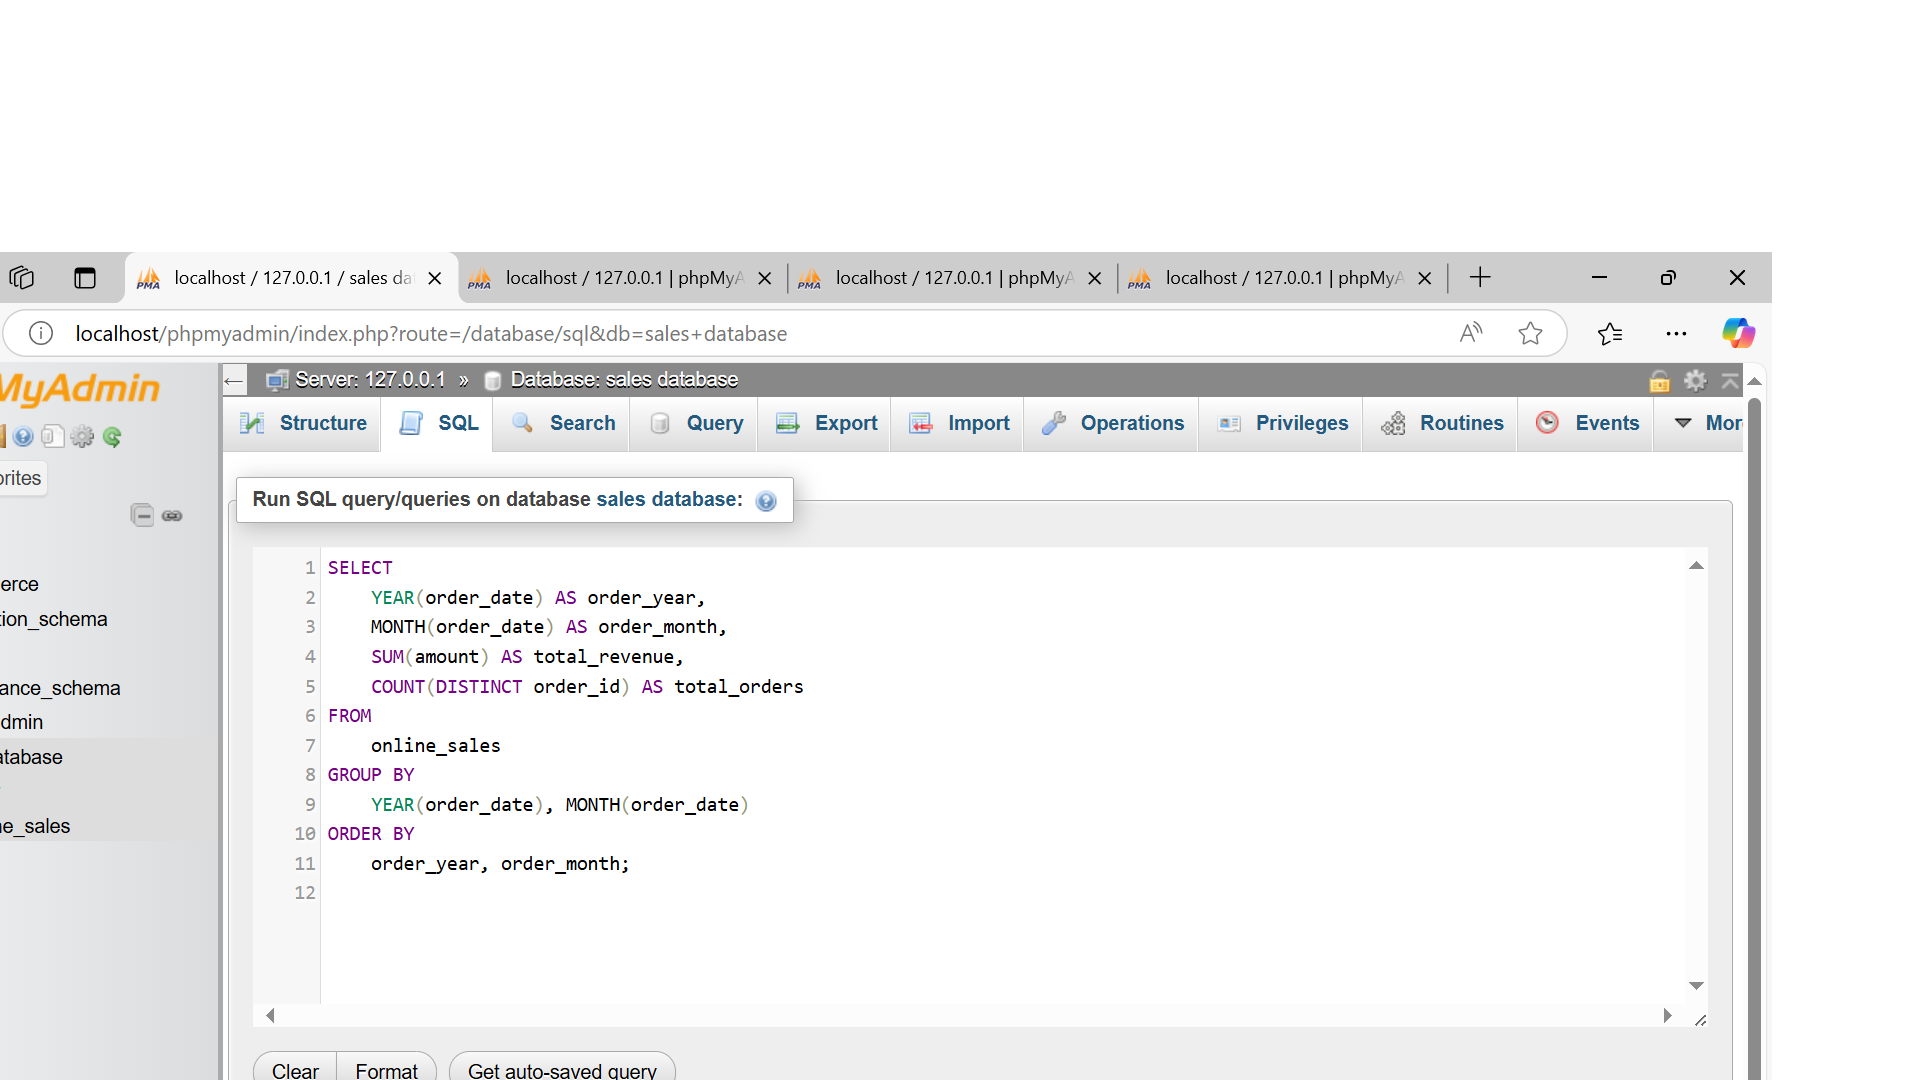 localhost / 127.0.0.1 / sales da
localhost / 127.0.0.1 | phpMyA
localhost / 127.0.0.1 | phpMyA
localhost / 127.0.0.1 | phpMyA
localhost/phpmyadmin/index.php?route=/database/sql&db=sales+database
MyAdmin
Server: 127.0.0.1 » Database: sales database
Structure SQL Search Query Export Import Operations Privileges Routines Events Mor
orites
erce
tion_schema
ance_schema
dmin
atabase
e_sales
Run SQL query/queries on database sales database:
1 SELECT
2 YEAR(order_date) AS order_year,
3 MONTH(order_date) AS order_month,
4 SUM(amount) AS total_revenue,
5 COUNT(DISTINCT order_id) AS total_orders
6 FROM
7 online_sales
8 GROUP BY
9 YEAR(order_date), MONTH(order_date)
10 ORDER BY
11 order_year, order_month;
12
Clear Format Get auto-saved query